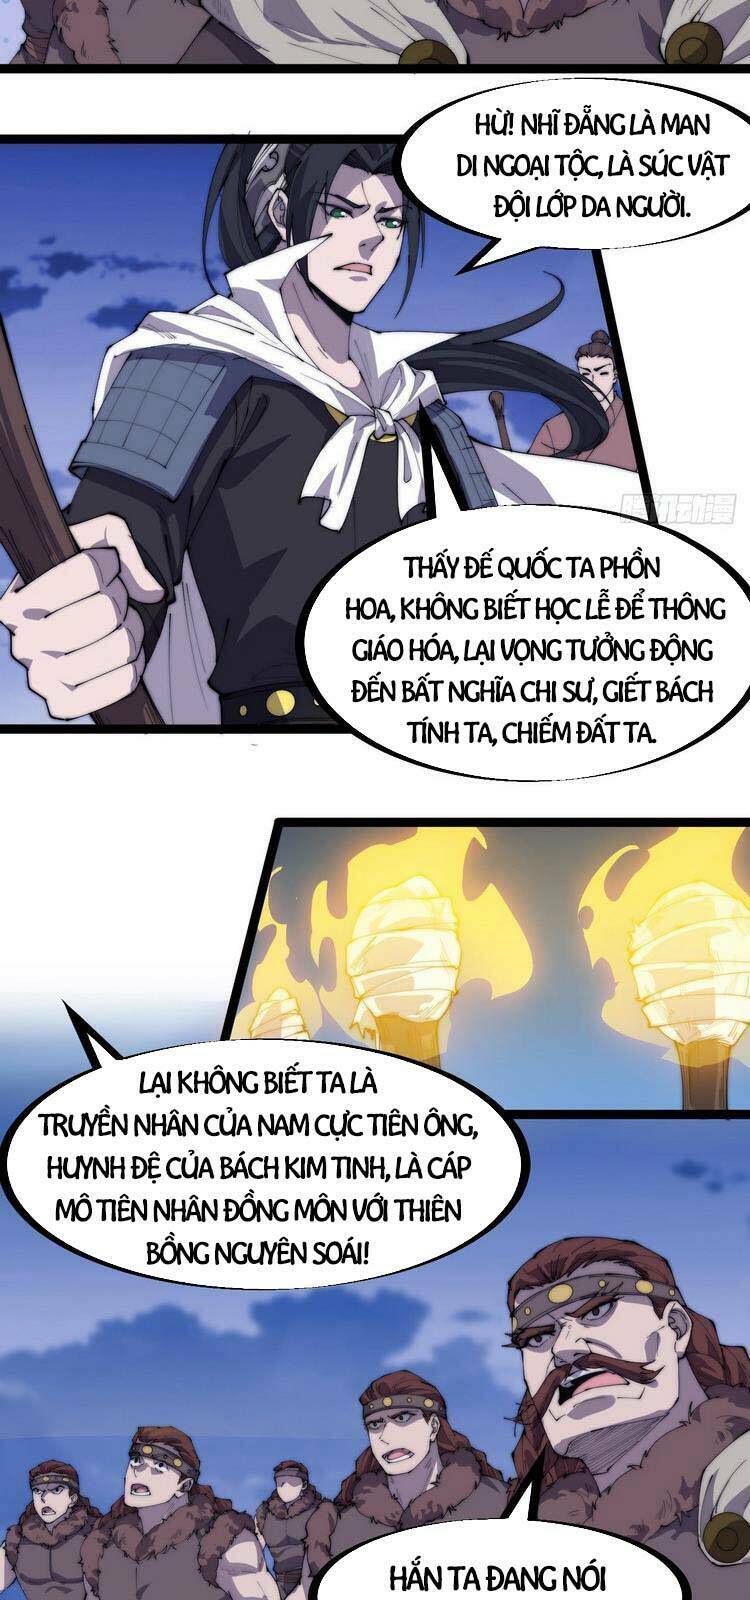 HỪ! NHĨ ĐẲNG LÀ MAN
DI NGOẠI TỘC, LÀ SÚC VẬT
ĐỘI LỚP DA NGƯỜI.
腾讯动漫
THẤY ĐẾ QUỐC TA PHỒN
HOA, KHÔNG BIẾT HỌC LỄ ĐỂ THÔNG
GIÁO HÓA, LẠI VỌNG TƯỞNG ĐỘNG
ĐẾN BẤT NGHĨA CHI SƯ, GIẾT BÁCH
TÍNH TA, CHIẾM ĐẤT TA.
LẠI KHÔNG BIẾT TA LÀ
TRUYỀN NHÂN CỦA NAM CỰC TIÊN ÔNG,
HUYNH ĐỆ CỦA BÁCH KIM TINH, LÀ CÁP
MÔ TIÊN NHÂN ĐỒNG MÔN VỚI THIÊN
BỒNG NGUYÊN SOÁI!
HẮN TA ĐANG NÓI